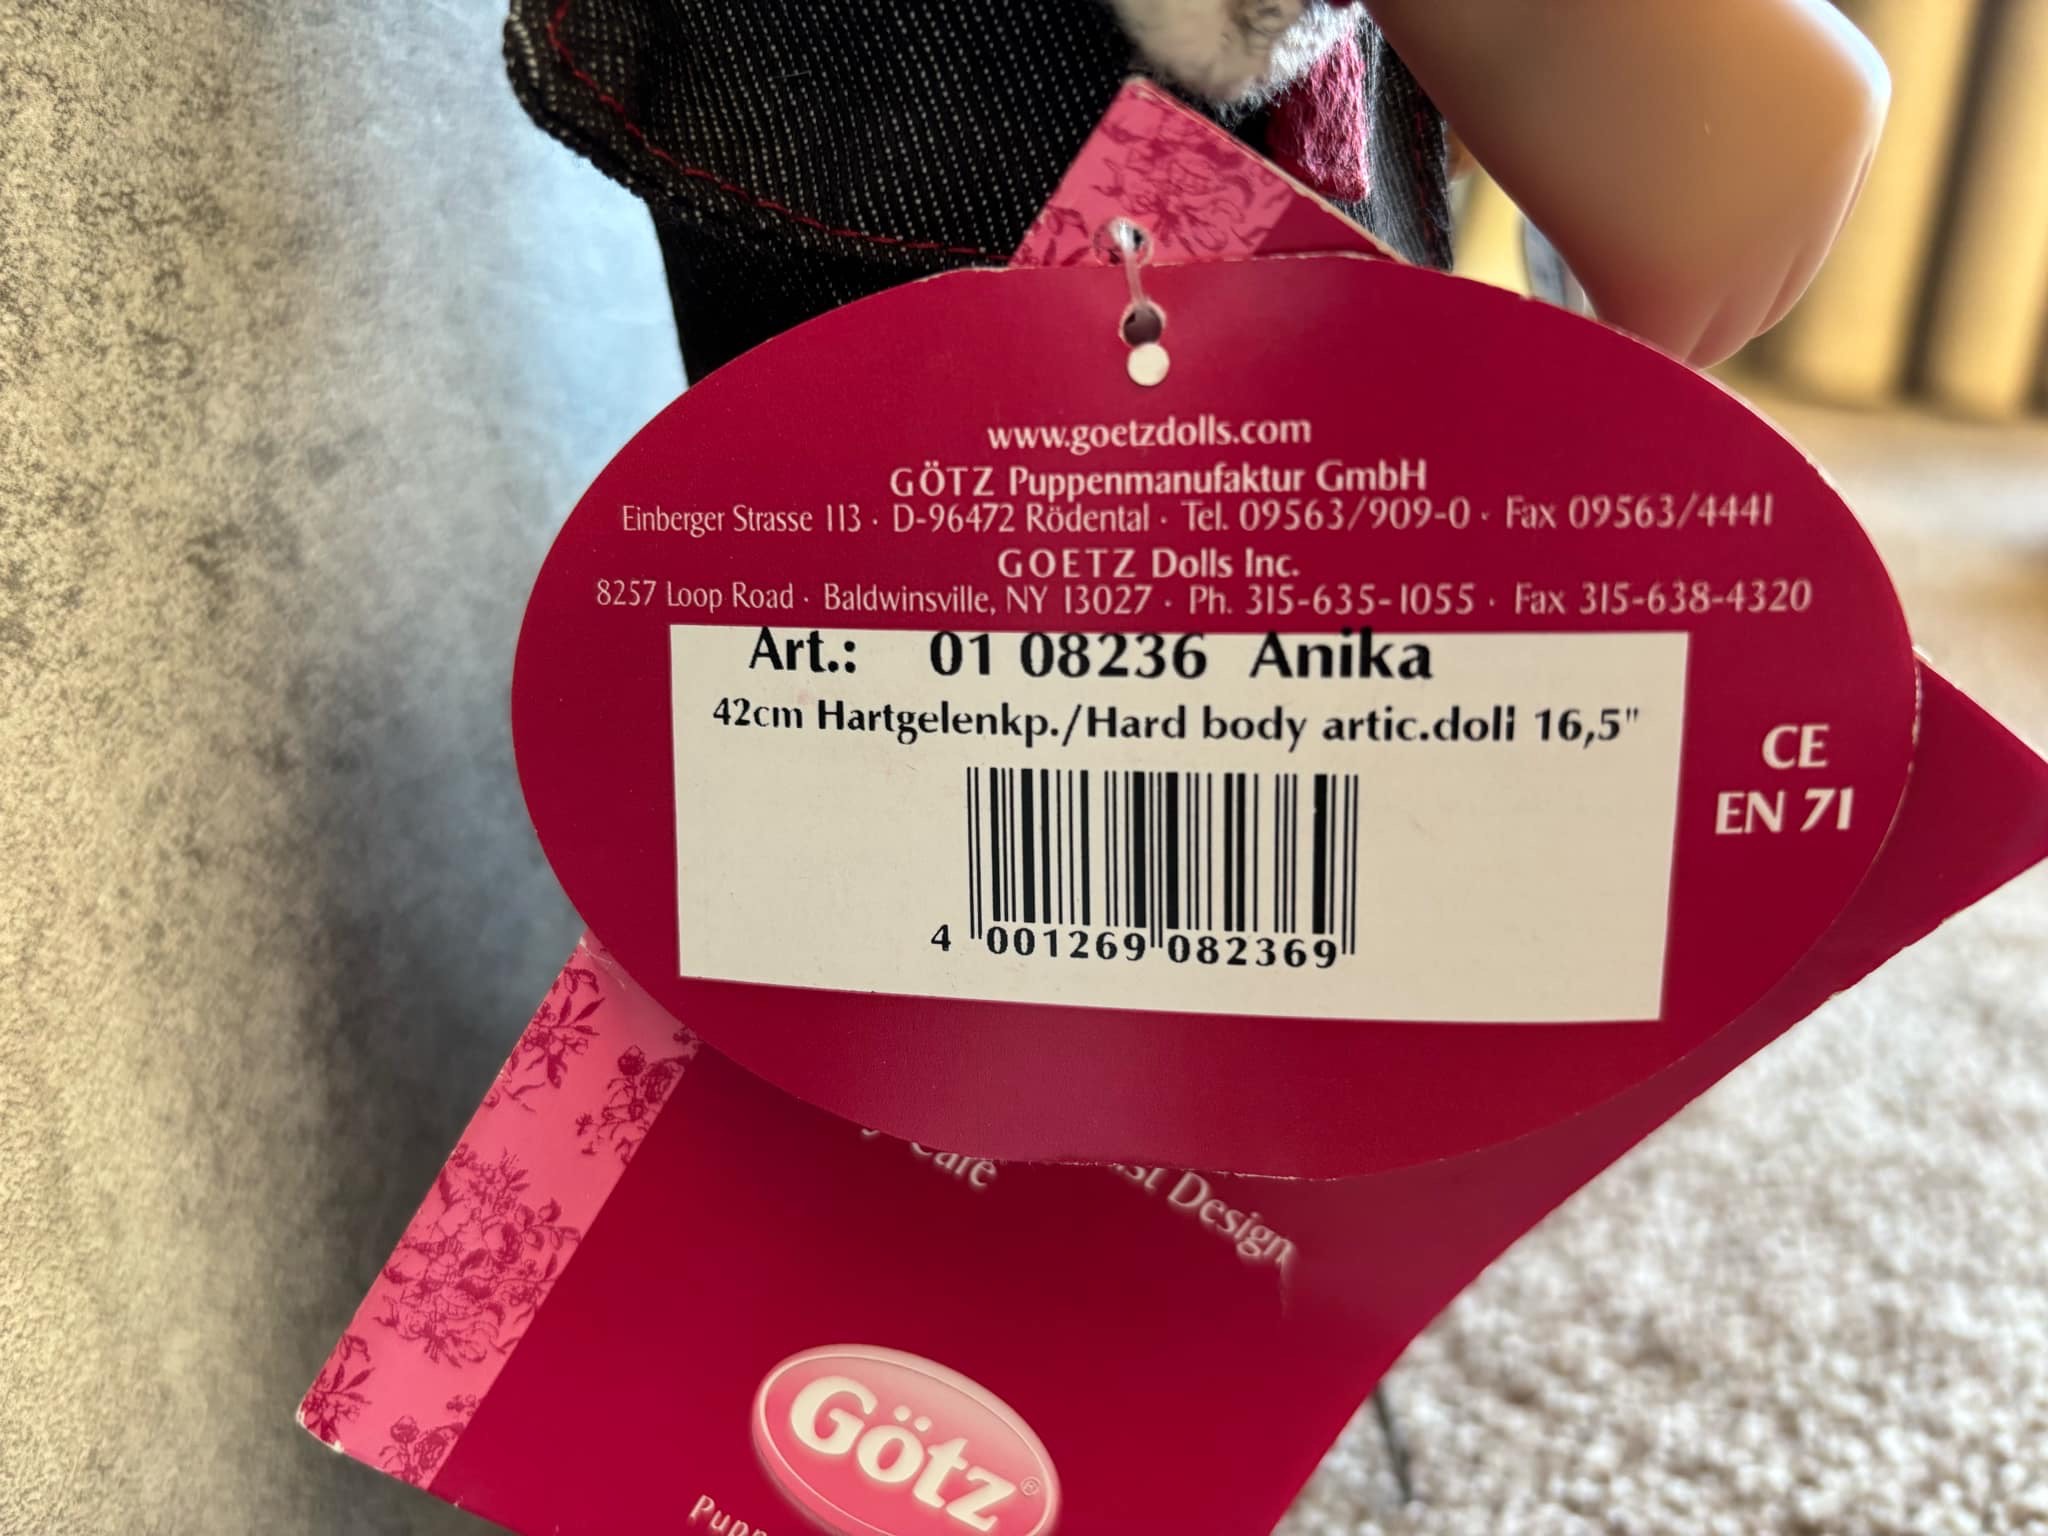 www.goetzdolls.com
GÖTZ Puppenmanufaktur GmbH
Einberger Strasse 113 · D-96472 Rödental · Tel. 09563/909-0 · Fax 09563/4441
GOETZ Dolls Inc.
8257 Loop Road · Baldwinsville, NY 13027 · Ph. 315-635-1055 · Fax 315-638-4320
Art.: 01 08236 Anika
42cm Hartgelenkp./Hard body artic.doll 16,5"
4 001269 082369
CE
EN 71
Care
Design
Götz®